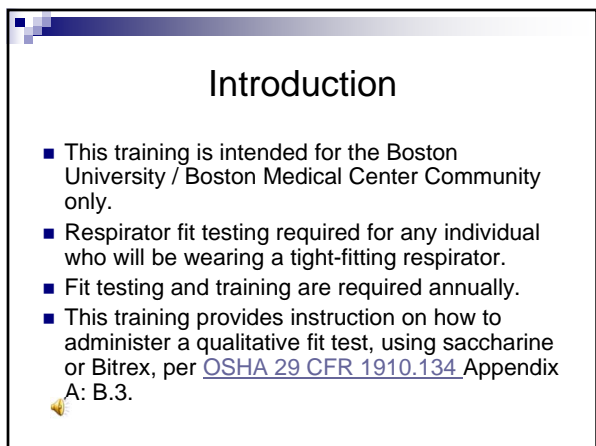 Introduction
This training is intended for the Boston
University / Boston Medical Center Community
only.
Respirator fit testing required for any individual
who will be wearing a tight-fitting respirator.
Fit testing and training are required annually.
This training provides instruction on how to
administer a qualitative fit test, using saccharine
or Bitrex, per OSHA 29 CFR 1910.134 Appendix
A: B.3.